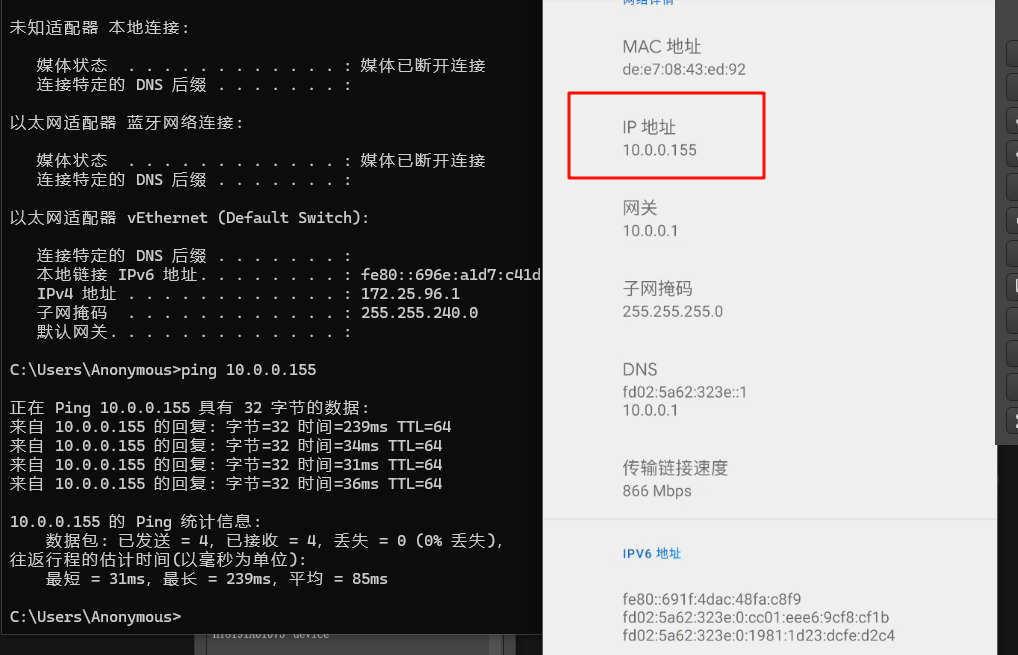 未知适配器 本地连接:
媒体状态 . . . . . . . . . . . . : 媒体已断开连接
连接特定的 DNS 后缀 . . . . . . . :
以太网适配器 蓝牙网络连接:
媒体状态 . . . . . . . . . . . . : 媒体已断开连接
连接特定的 DNS 后缀 . . . . . . . :
以太网适配器 vEthernet (Default Switch):
连接特定的 DNS 后缀 . . . . . . . :
本地链接 IPv6 地址. . . . . . . . : fe80::696e:a1d7:c41d
IPv4 地址 . . . . . . . . . . . . : 172.25.96.1
子网掩码 . . . . . . . . . . . . : 255.255.240.0
默认网关. . . . . . . . . . . . . :
C:\Users\Anonymous>ping 10.0.0.155
正在 Ping 10.0.0.155 具有 32 字节的数据:
来自 10.0.0.155 的回复: 字节=32 时间=239ms TTL=64
来自 10.0.0.155 的回复: 字节=32 时间=34ms TTL=64
来自 10.0.0.155 的回复: 字节=32 时间=31ms TTL=64
来自 10.0.0.155 的回复: 字节=32 时间=36ms TTL=64
10.0.0.155 的 Ping 统计信息:
数据包: 已发送 = 4, 已接收 = 4, 丢失 = 0 (0% 丢失),
往返行程的估计时间(以毫秒为单位):
最短 = 31ms, 最长 = 239ms, 平均 = 85ms
C:\Users\Anonymous>
device
网络详情
MAC 地址
de:e7:08:43:ed:92
IP 地址
10.0.0.155
网关
10.0.0.1
子网掩码
255.255.255.0
DNS
fd02:5a62:323e::1
10.0.0.1
传输链接速度
866 Mbps
IPV6 地址
fe80::691f:4dac:48fa:c8f9
fd02:5a62:323e:0:cc01:eee6:9cf8:cf1b
fd02:5a62:323e:0:1981:1d23:dcfe:d2c4